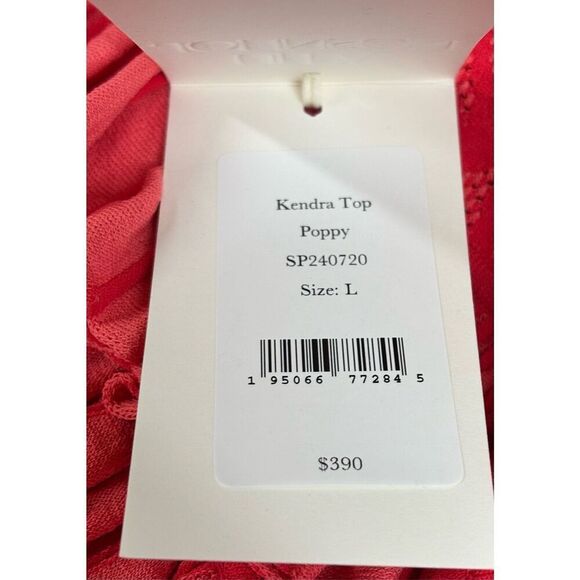 Kendra Top
Poppy
SP240720
Size: L
1 95066 77284 5
$390